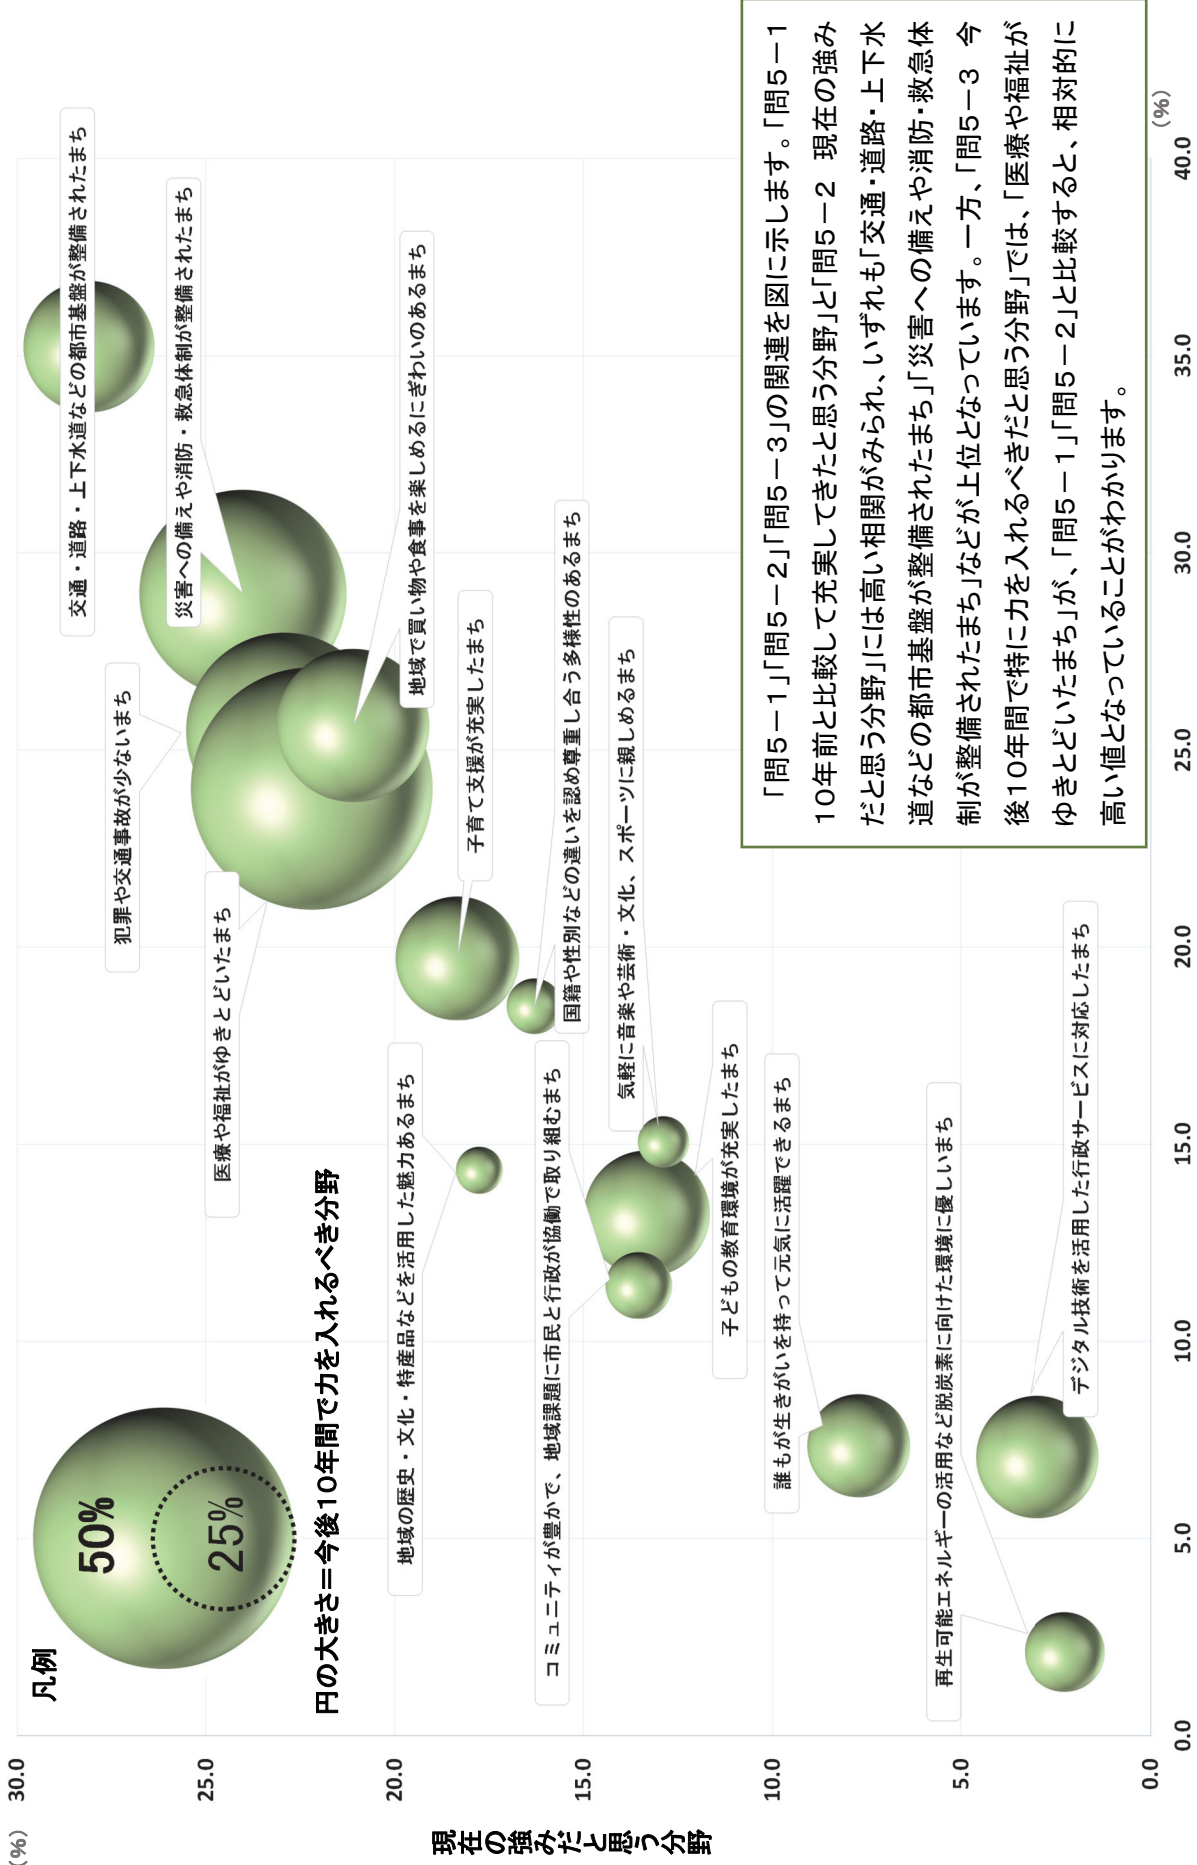 (%)
30.0
25.0
20.0
15.0
10.0
5.0
0.0
現在の強みだと思う分野
凡例
50%
25%
円の大きさ＝今後10年間で力を入れるべき分野
交通・道路・上下水道などの都市基盤が整備されたまち
災害への備えや消防・救急体制が整備されたまち
犯罪や交通事故が少ないまち
地域で買い物や食事を楽しめるにぎわいのあるまち
医療や福祉がゆきとどいたまち
子育て支援が充実したまち
国籍や性別などの違いを認め尊重し合う多様性のあるまち
地域の歴史・文化・特産品などを活用した魅力あるまち
気軽に音楽や芸術・文化、スポーツに親しめるまち
コミュニティが豊かで、地域課題に市民と行政が協働で取り組むまち
子どもの教育環境が充実したまち
誰もが生きがいを持って元気に活躍できるまち
再生可能エネルギーの活用など脱炭素に向けた環境に優しいまち
デジタル技術を活用した行政サービスに対応したまち
「問５－１」「問５－２」「問５－３」の関連を図に示します。「問５－１
１０年前と比較して充実してきたと思う分野」と「問５－２　現在の強み
だと思う分野」には高い相関がみられ、いずれも「交通・道路・上下水
道などの都市基盤が整備されたまち」「災害への備えや消防・救急体
制が整備されたまち」などが上位となっています。一方、「問５－３　今
後１０年間で特に力を入れるべきだと思う分野」では、「医療や福祉が
ゆきとどいたまち」が、「問５－１」「問５－２」と比較すると、相対的に
高い値となっていることがわかります。
0.0
5.0
10.0
15.0
20.0
25.0
30.0
35.0
40.0
(%)